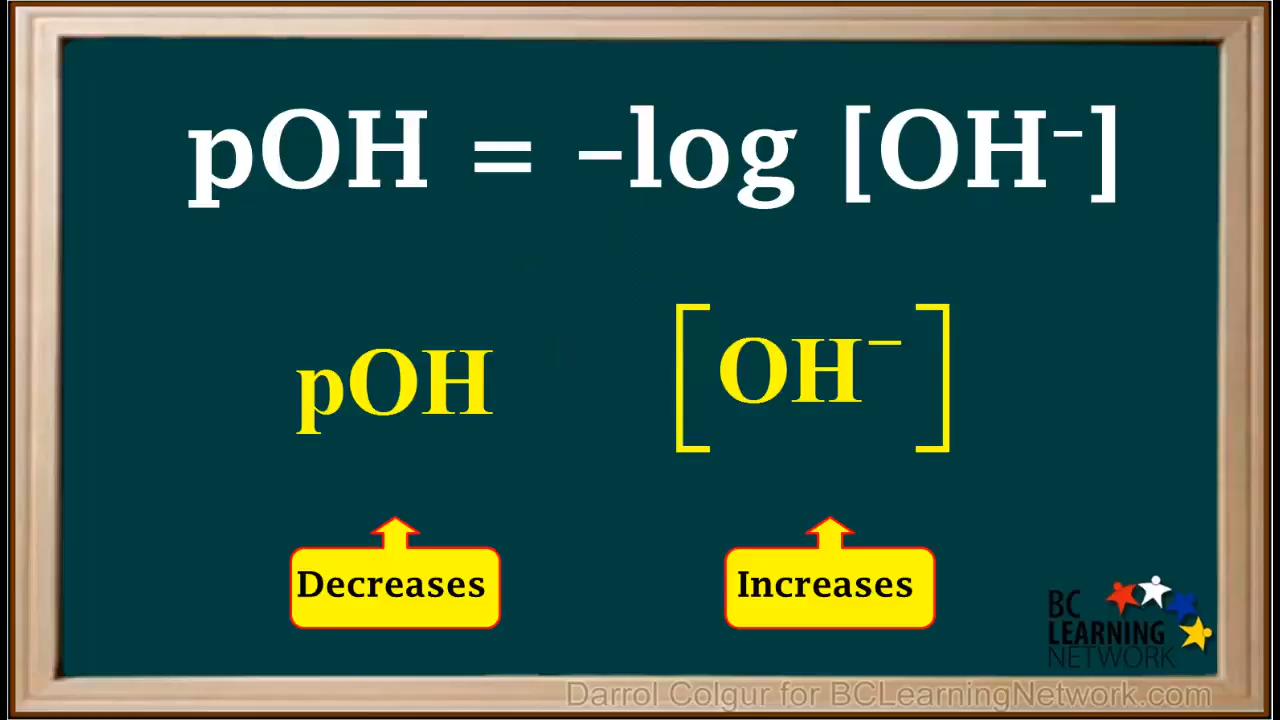 pOH = –log [OH⁻]
pOH [OH⁻]
Decreases Increases
BC
LEARNING
NETWORK
Darrol Colgur for BCLearningNetwork.com